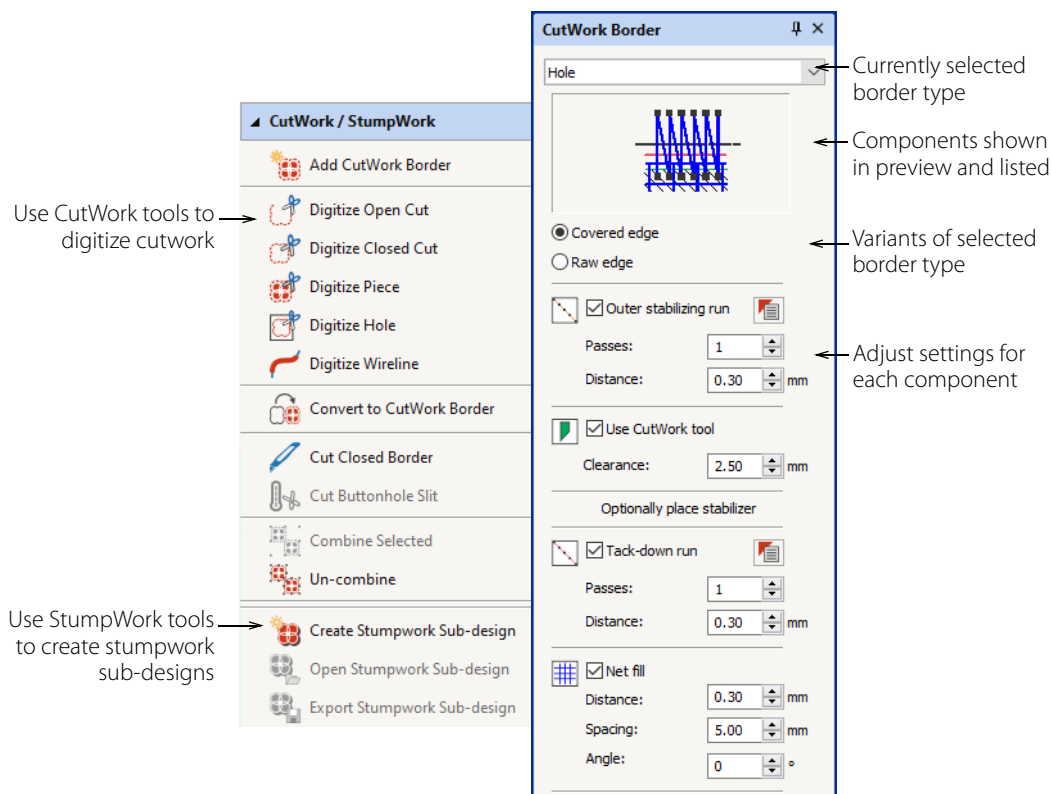 Use CutWork tools to
digitize cutwork
Use StumpWork tools
to create stumpwork
sub-designs
CutWork / StumpWork
Add CutWork Border
Digitize Open Cut
Digitize Closed Cut
Digitize Piece
Digitize Hole
Digitize Wireline
Convert to CutWork Border
Cut Closed Border
Cut Buttonhole Slit
Combine Selected
Un-combine
Create Stumpwork Sub-design
Open Stumpwork Sub-design
Export Stumpwork Sub-design
CutWork Border
Hole
Covered edge
Raw edge
Outer stabilizing run
Passes: 1
Distance: 0.30 mm
Use CutWork tool
Clearance: 2.50 mm
Optionally place stabilizer
Tack-down run
Passes: 1
Distance: 0.30 mm
Net fill
Distance: 0.30 mm
Spacing: 5.00 mm
Angle: 0 °
Currently selected
border type
Components shown
in preview and listed
Variants of selected
border type
Adjust settings for
each component